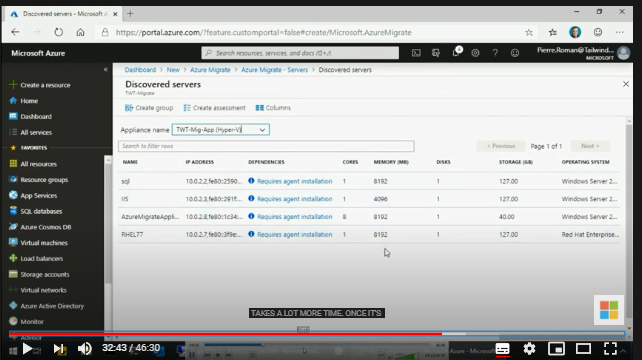 Discovered servers - Microsoft A
https://portal.azure.com/?feature.customportal=false#create/Microsoft.AzureMigrate
Microsoft Azure
Search resources, services, and docs (G+/)
Pierre.Roman@Tailwind...
MICROSOFT
Create a resource
Home
Dashboard
All services
FAVORITES
All resources
Resource groups
App Services
SQL databases
Azure Cosmos DB
Virtual machines
Load balancers
Storage accounts
Virtual networks
Azure Active Directory
Monitor
Advisor
Dashboard > New > Azure Migrate > Azure Migrate - Servers > Discovered servers
Discovered servers
TWT-Migrate
Create group Create assessment Columns
Appliance name TWT-Mig-App (Hyper-V)
Search to filter rows
< Previous Page 1 of 1 Next >
NAME IP ADDRESS DEPENDENCIES CORES MEMORY (MB) DISKS STORAGE (GB) OPERATING SYSTEM
sql 10.0.2.2,fe80::2590... Requires agent installation 1 8192 1 127.00 Windows Server 2...
IIS 10.0.2.3,fe80::291f... Requires agent installation 1 4096 1 127.00 Windows Server 2...
AzureMigrateAppli... 10.0.2.8,fe80::1c34:... Requires agent installation 8 8192 1 40.00 Windows Server 2...
RHEL77 10.0.2.7,fe80::3f9e:... Requires agent installation 1 8192 1 127.00 Red Hat Enterprise...
TAKES A LOT MORE TIME. ONCE IT'S
32:43 / 46:30